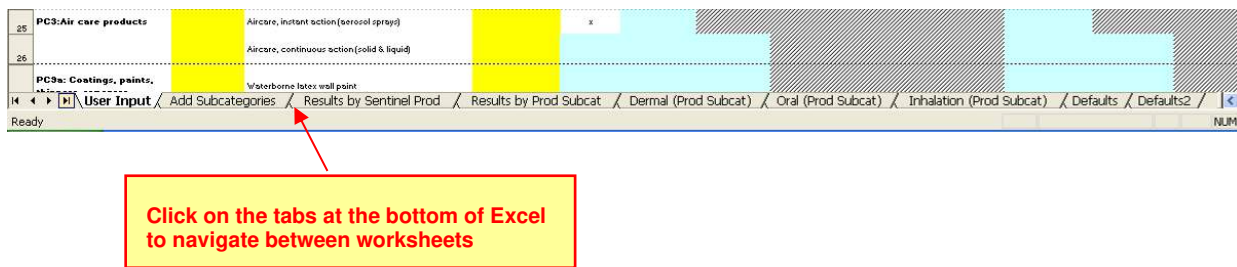 25 PC3:Air care products Aircare, instant action (aerosol sprays) x
26 Aircare, continuous action (solid & liquid)
PC9a: Coatings, paints, Waterborne latex wall paint
User Input Add Subcategories Results by Sentinel Prod Results by Prod Subcat Dermal (Prod Subcat) Oral (Prod Subcat) Inhalation (Prod Subcat) Defaults Defaults2
Ready NUM
Click on the tabs at the bottom of Excel
to navigate between worksheets